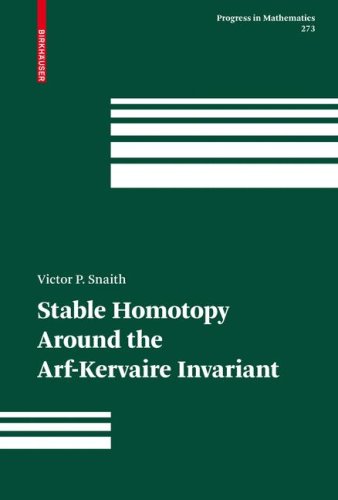 Progress in Mathematics
273
BIRKHÄUSER
Victor P. Snaith
Stable Homotopy
Around the
Arf-Kervaire Invariant